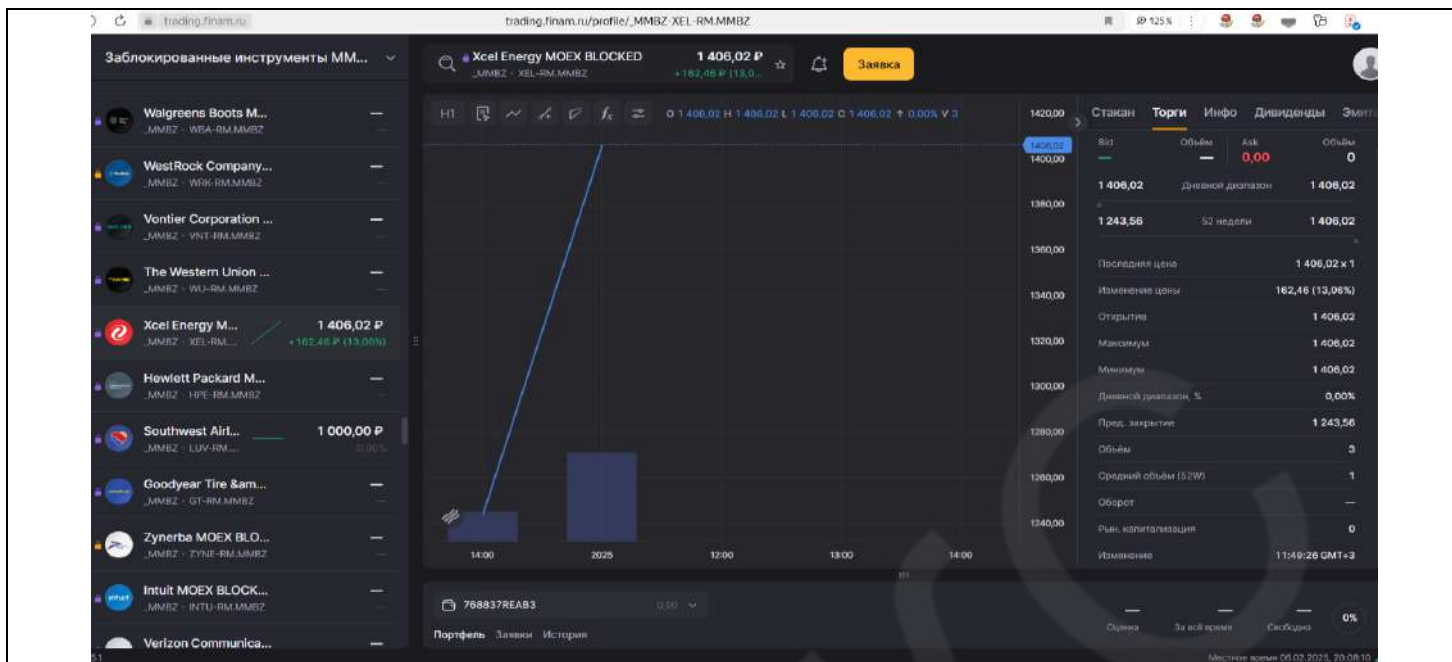 trading.finam.ru
trading.finam.ru/profile/_MMBZ-XEL-RM.MMBZ
125 %
Заблокированные инструменты ММ...
Xcel Energy MOEX BLOCKED
1 406,02 ₽
_MMBZ · XEL-RM.MMBZ
+162,46 ₽ (13,0...
Заявка
Walgreens Boots M...
—
_MMBZ · WBA-RM.MMBZ
WestRock Company...
—
_MMBZ · WRK-RM.MMBZ
Vontier Corporation ...
—
_MMBZ · VNT-RM.MMBZ
The Western Union ...
—
_MMBZ · WU-RM.MMBZ
Xcel Energy M...
1 406,02 ₽
_MMBZ · XEL-RM....
+162,46 ₽ (13,06%)
Hewlett Packard M...
—
_MMBZ · HPE-RM.MMBZ
Southwest Airl...
1 000,00 ₽
_MMBZ · LUV-RM....
0,00%
Goodyear Tire &am...
—
_MMBZ · GT-RM.MMBZ
Zynerba MOEX BLO...
—
_MMBZ · ZYNE-RM.MMBZ
Intuit MOEX BLOCK...
—
_MMBZ · INTU-RM.MMBZ
Verizon Communica...
—
H1
O 1 406,02 H 1 406,02 L 1 406,02 C 1 406,02 ↑ 0,00% V 3
1420,00
1406,02
1400,00
1380,00
1360,00
1340,00
1320,00
1300,00
1280,00
1260,00
1240,00
14:00
2025
12:00
13:00
14:00
Стакан Торги Инфо Дивиденды Эмит
Bid Объём Ask Объём
— — 0,00 0
1 406,02 Дневной диапазон 1 406,02
1 243,56 52 недели 1 406,02
Последняя цена 1 406,02 x 1
Изменение цены 162,46 (13,06%)
Открытие 1 406,02
Максимум 1 406,02
Минимум 1 406,02
Дневной диапазон, % 0,00%
Пред. закрытие 1 243,56
Объём 3
Средний объём (52W) 1
Оборот —
Рын. капитализация 0
Изменение 11:49:26 GMT+3
768837REAB3
0,00
Портфель Заявки История
— — —
Оценка За всё время Свободно
0%
Местное время 06.02.2025, 20:08:10